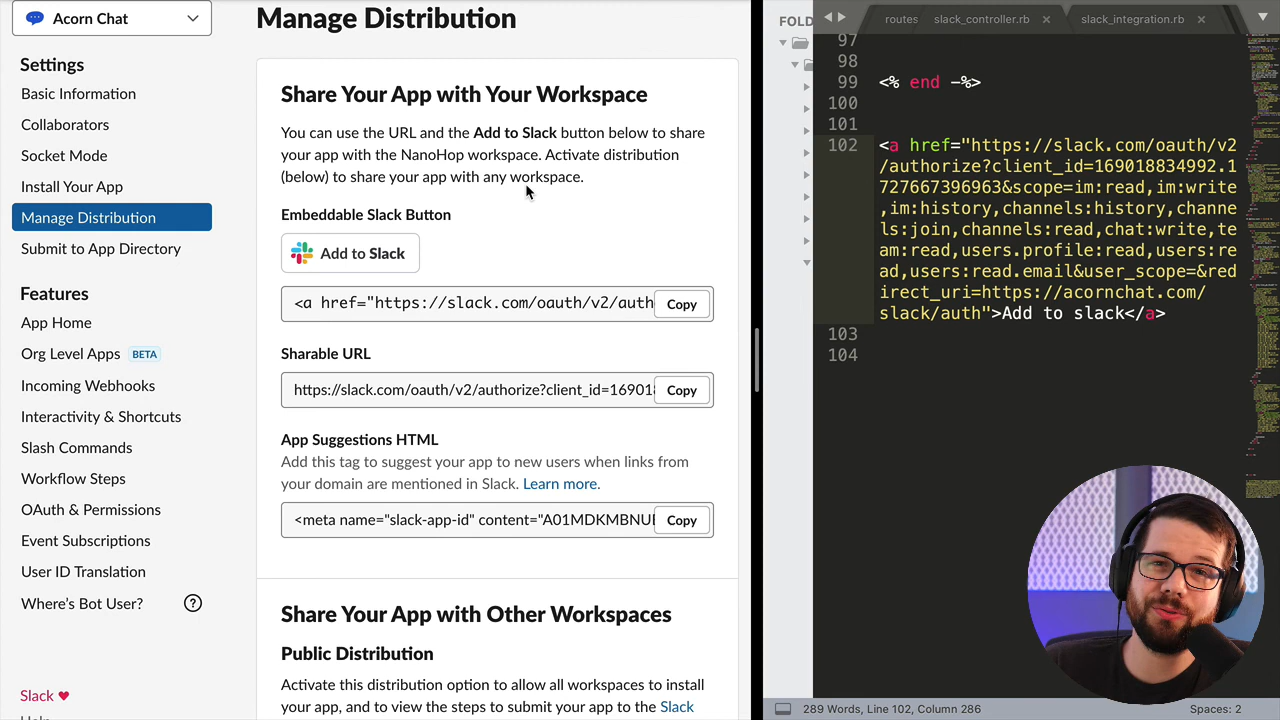 Acorn Chat
Settings
Basic Information
Collaborators
Socket Mode
Install Your App
Manage Distribution
Submit to App Directory
Features
App Home
Org Level Apps BETA
Incoming Webhooks
Interactivity & Shortcuts
Slash Commands
Workflow Steps
OAuth & Permissions
Event Subscriptions
User ID Translation
Where's Bot User? ?
Slack
Manage Distribution
Share Your App with Your Workspace
You can use the URL and the Add to Slack button below to share
your app with the NanoHop workspace. Activate distribution
(below) to share your app with any workspace.
Embeddable Slack Button
Add to Slack
<a href="https://slack.com/oauth/v2/auth Copy
Sharable URL
https://slack.com/oauth/v2/authorize?client_id=16901 Copy
App Suggestions HTML
Add this tag to suggest your app to new users when links from
your domain are mentioned in Slack. Learn more.
<meta name="slack-app-id" content="A01MDKMBNU Copy
Share Your App with Other Workspaces
Public Distribution
Activate this distribution option to allow all workspaces to install
your app, and to view the steps to submit your app to the Slack
FOLD
routes slack_controller.rb × slack_integration.rb ×
97
98
99 <% end -%>
100
101
102 <a href="https://slack.com/oauth/v2
/authorize?client_id=169018834992.1
727667396963&scope=im:read,im:write
,im:history,channels:history,channe
ls:join,channels:read,chat:write,te
am:read,users.profile:read,users:re
ad,users:read.email&user_scope=&red
irect_uri=https://acornchat.com/
slack/auth">Add to slack</a>
103
104
289 Words, Line 102, Column 286 Spaces: 2